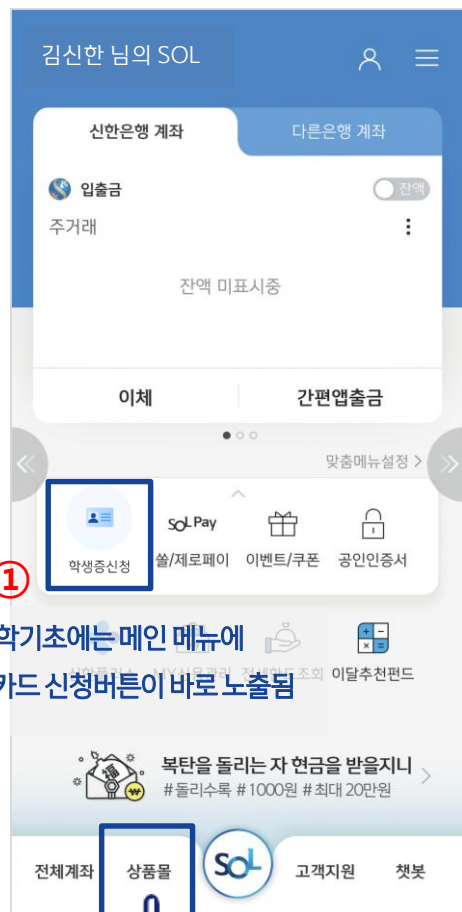 김신한 님의 SOL
신한은행 계좌
다른은행 계좌
입출금
잔액
주거래
잔액 미표시중
이체
간편앱출금
맞춤메뉴설정 >
학생증신청
SOL Pay
쏠/제로페이
이벤트/쿠폰
공인인증서
①
학기초에는 메인 메뉴에
카드 신청버튼이 바로 노출됨
이달추천펀드
복탄을 돌리는 자 현금을 받을지니
#돌리수록 #1000원 #최대 20만원
전체계좌
상품몰
SOL
고객지원
챗봇